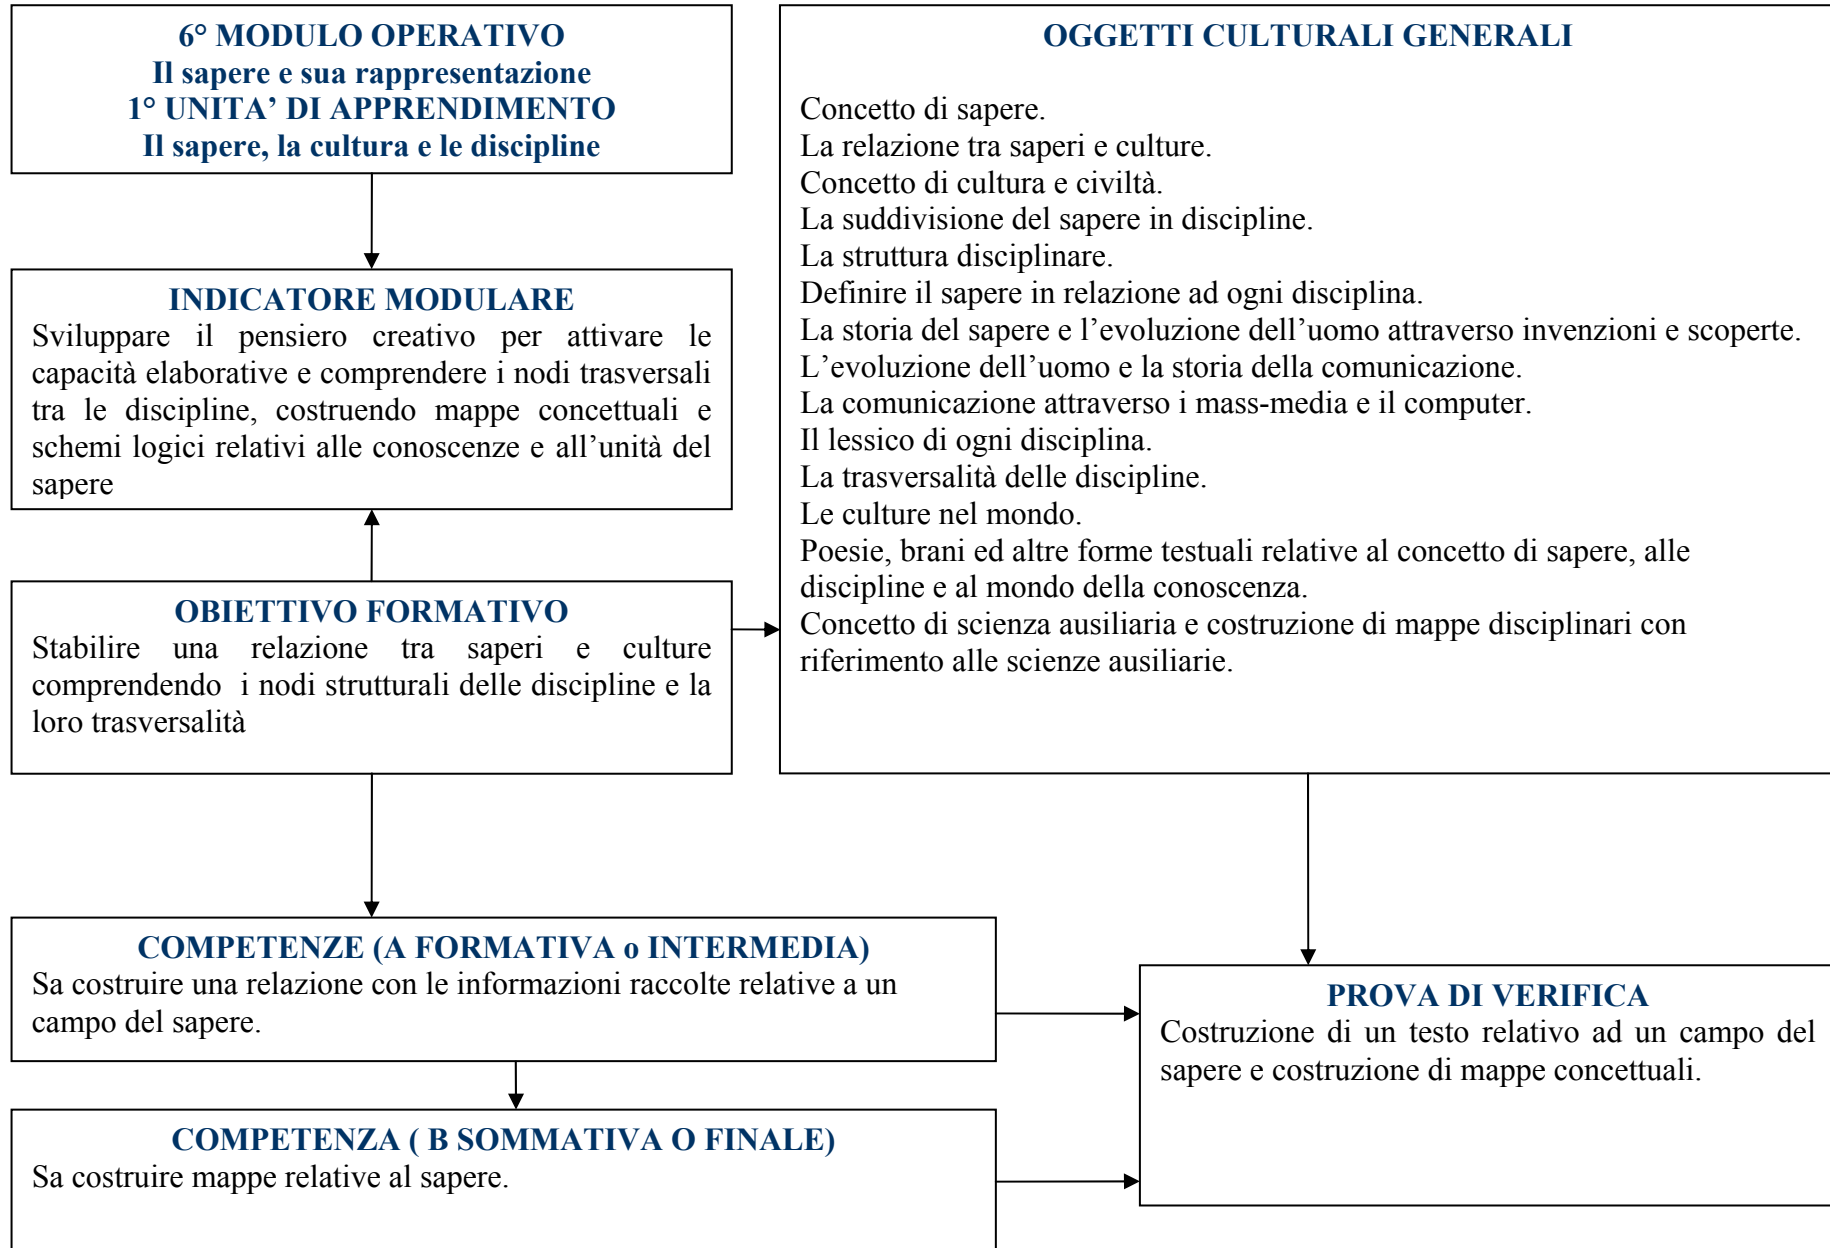 6° MODULO OPERATIVO
Il sapere e sua rappresentazione
1° UNITA’ DI APPRENDIMENTO
Il sapere, la cultura e le discipline
INDICATORE MODULARE
Sviluppare il pensiero creativo per attivare le
capacità elaborative e comprendere i nodi trasversali
tra le discipline, costruendo mappe concettuali e
schemi logici relativi alle conoscenze e all’unità del
sapere
OBIETTIVO FORMATIVO
Stabilire una relazione tra saperi e culture
comprendendo i nodi strutturali delle discipline e la
loro trasversalità
OGGETTI CULTURALI GENERALI
Concetto di sapere.
La relazione tra saperi e culture.
Concetto di cultura e civiltà.
La suddivisione del sapere in discipline.
La struttura disciplinare.
Definire il sapere in relazione ad ogni disciplina.
La storia del sapere e l’evoluzione dell’uomo attraverso invenzioni e scoperte.
L’evoluzione dell’uomo e la storia della comunicazione.
La comunicazione attraverso i mass-media e il computer.
Il lessico di ogni disciplina.
La trasversalità delle discipline.
Le culture nel mondo.
Poesie, brani ed altre forme testuali relative al concetto di sapere, alle
discipline e al mondo della conoscenza.
Concetto di scienza ausiliaria e costruzione di mappe disciplinari con
riferimento alle scienze ausiliarie.
COMPETENZE (A FORMATIVA o INTERMEDIA)
Sa costruire una relazione con le informazioni raccolte relative a un
campo del sapere.
COMPETENZA ( B SOMMATIVA O FINALE)
Sa costruire mappe relative al sapere.
PROVA DI VERIFICA
Costruzione di un testo relativo ad un campo del
sapere e costruzione di mappe concettuali.